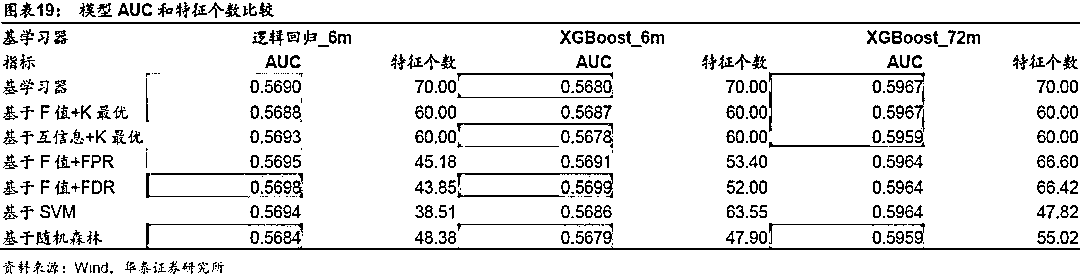 图表19： 模型 AUC 和特征个数比较
基学习器 逻辑回归_6m XGBoost_6m XGBoost_72m
指标 AUC 特征个数 AUC 特征个数 AUC 特征个数
基学习器 0.5690 70.00 0.5680 70.00 0.5967 70.00
基于 F 值+K 最优 0.5688 60.00 0.5687 60.00 0.5967 60.00
基于互信息+K 最优 0.5693 60.00 0.5678 60.00 0.5959 60.00
基于 F 值+FPR 0.5695 45.18 0.5691 53.40 0.5964 66.60
基于 F 值+FDR 0.5698 43.85 0.5699 52.00 0.5964 66.42
基于 SVM 0.5694 38.51 0.5686 63.55 0.5964 47.82
基于随机森林 0.5684 48.38 0.5679 47.90 0.5959 55.02
资料来源：Wind，华泰证券研究所